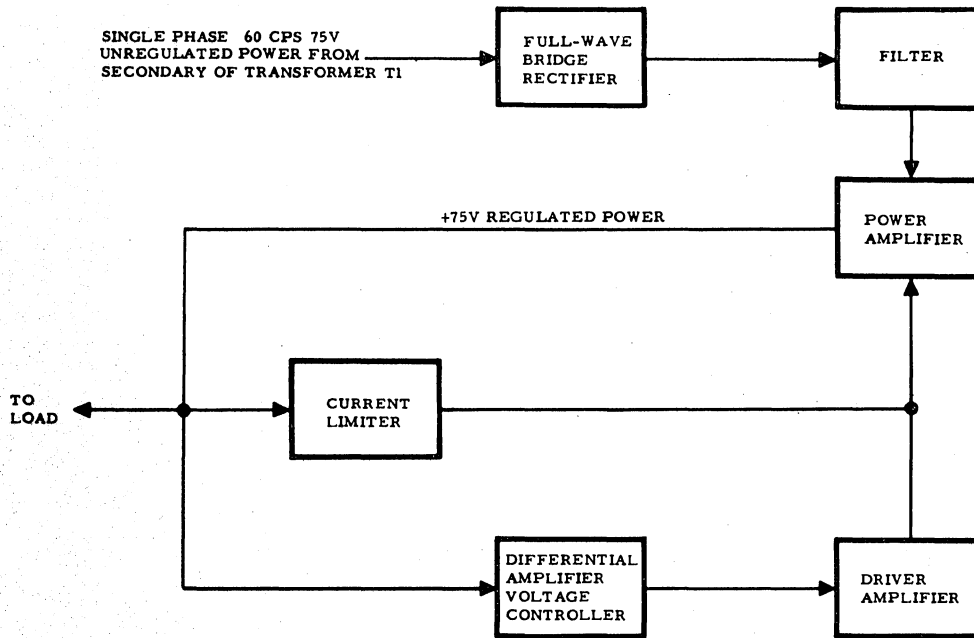 SINGLE PHASE 60 CPS 75V
UNREGULATED POWER FROM
SECONDARY OF TRANSFORMER T1
FULL-WAVE
BRIDGE
RECTIFIER
FILTER
+75V REGULATED POWER
POWER
AMPLIFIER
TO
LOAD
CURRENT
LIMITER
DIFFERENTIAL
AMPLIFIER
VOLTAGE
CONTROLLER
DRIVER
AMPLIFIER